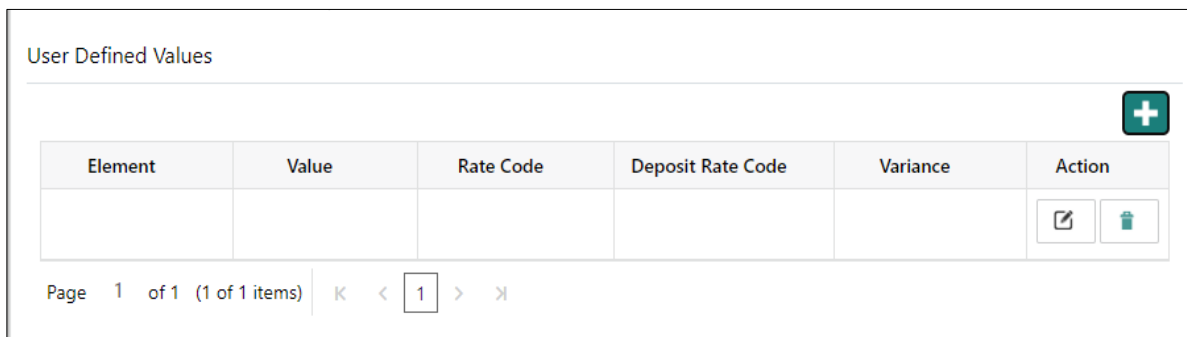 User Defined Values
Element Value Rate Code Deposit Rate Code Variance Action
Page 1 of 1 (1 of 1 items) 1